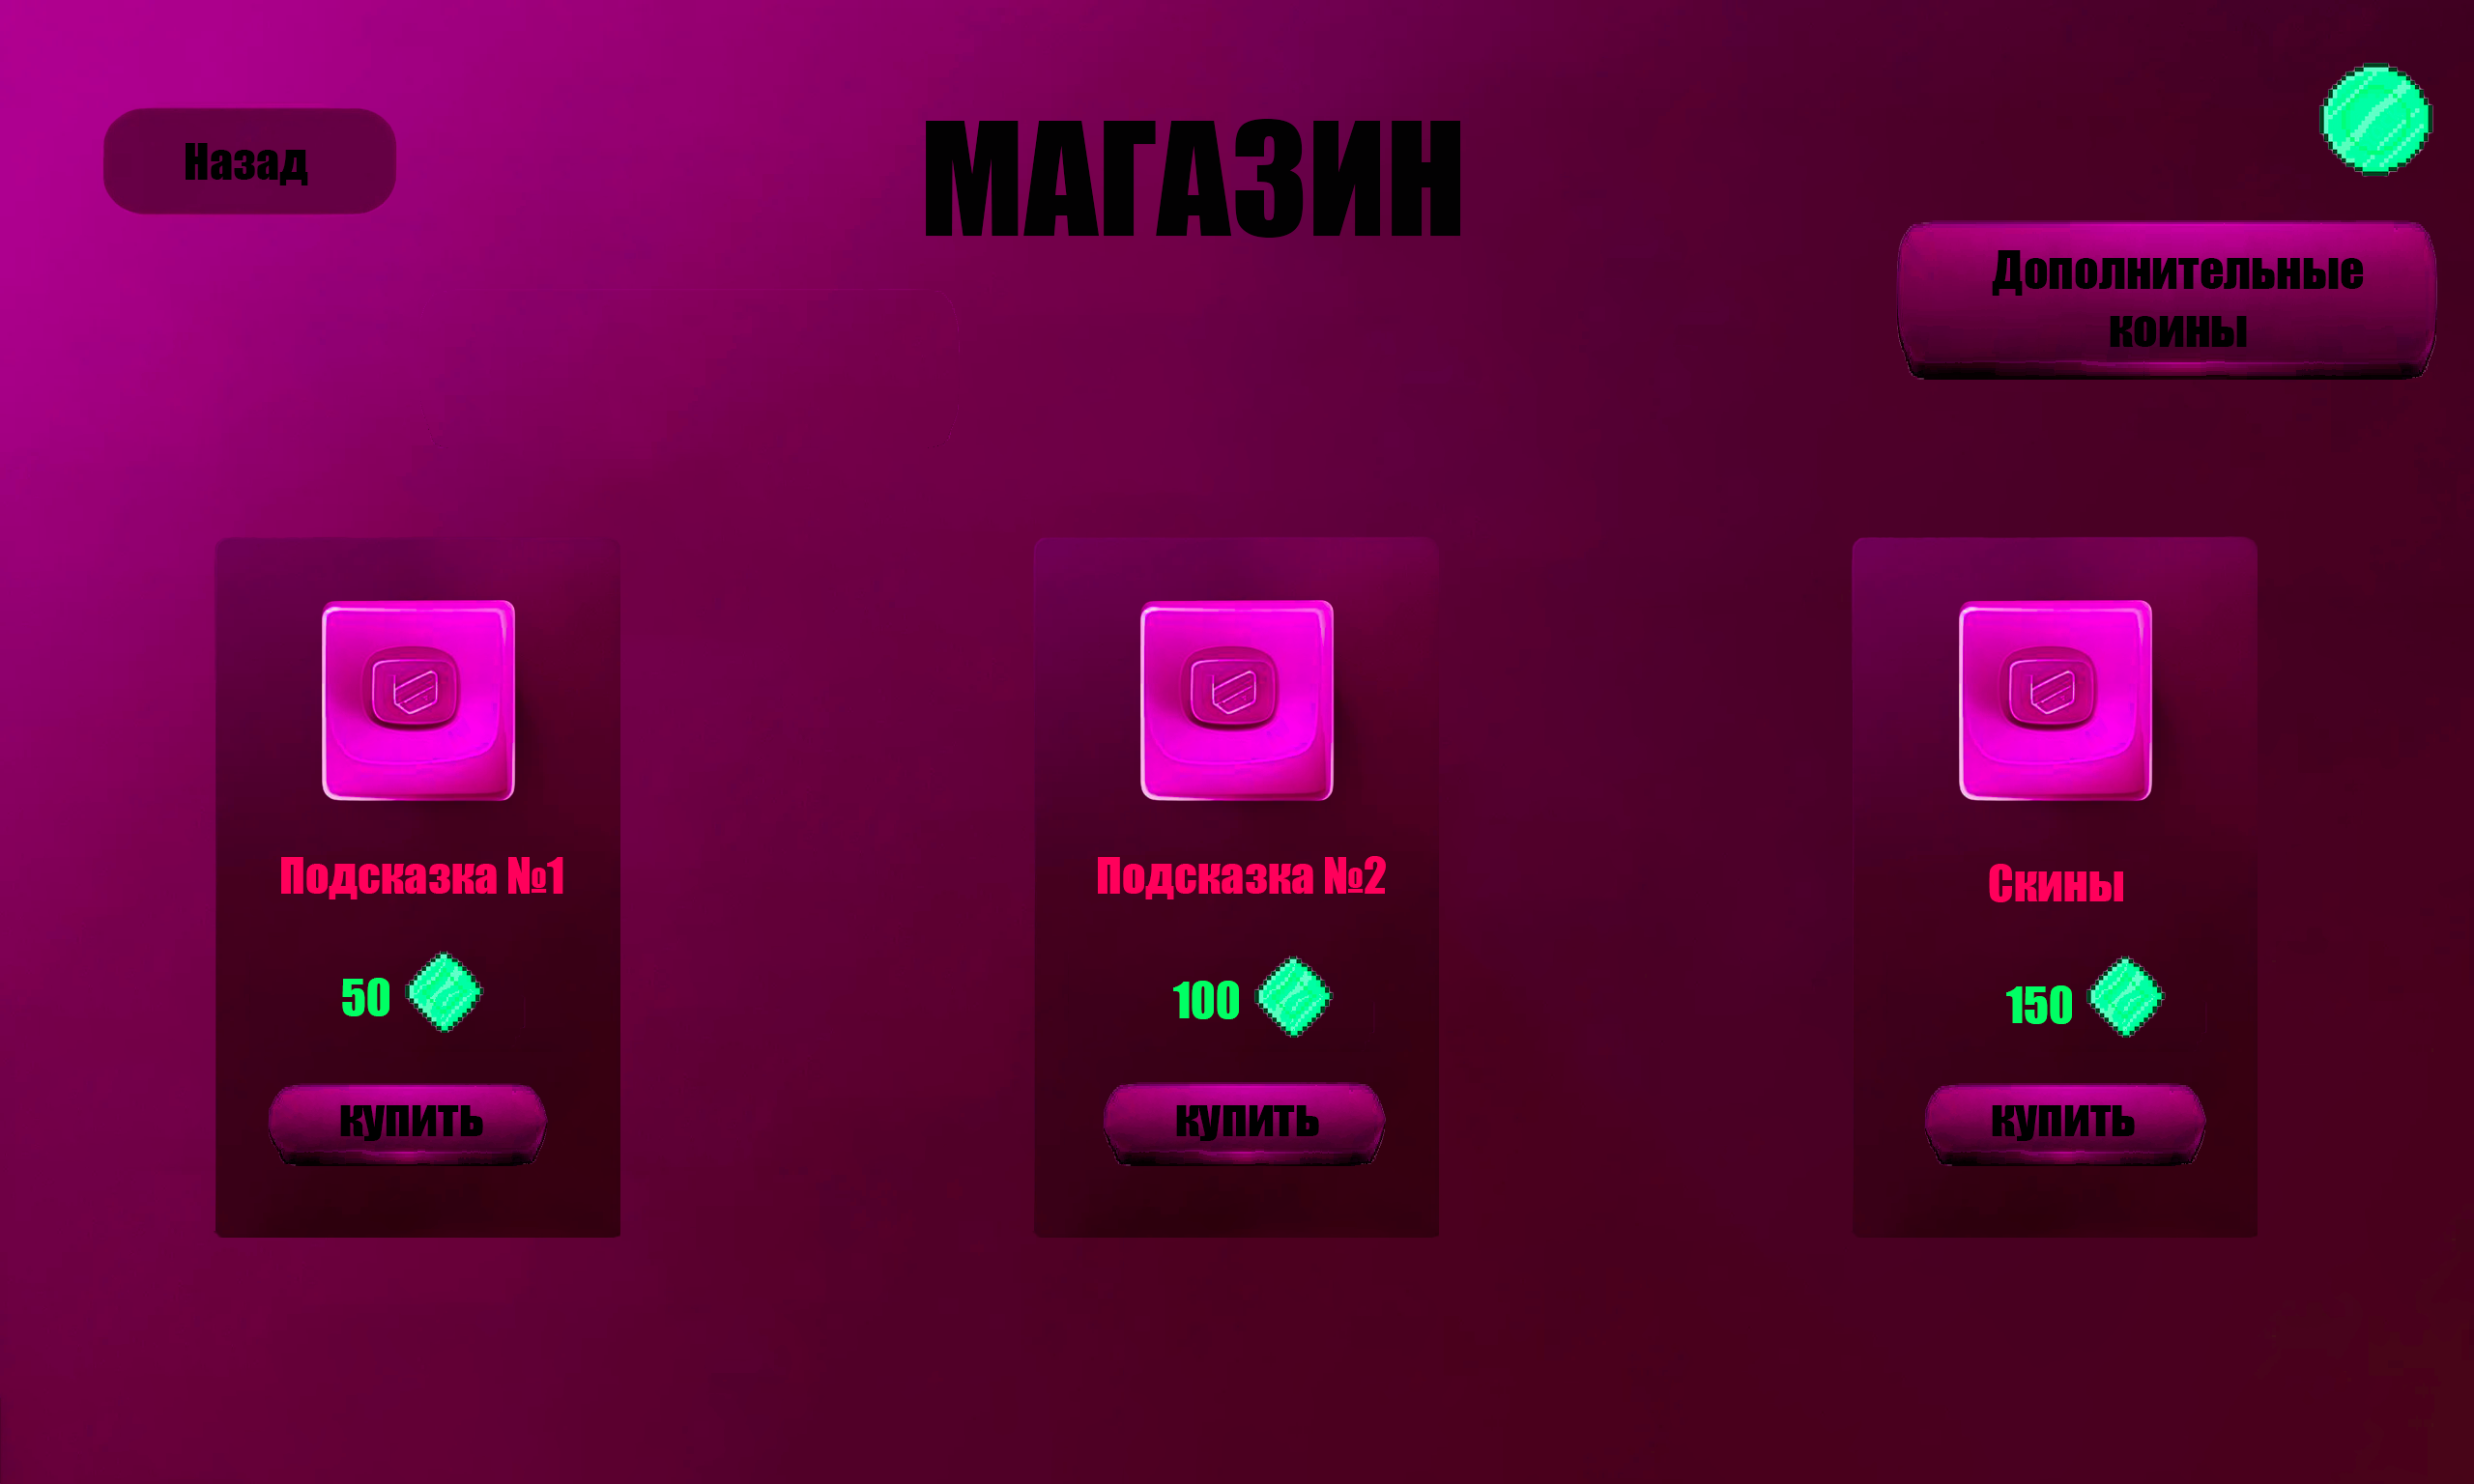 Назад
МАГАЗИН
Дополнительные
коины
Подсказка №1
50
купить
Подсказка №2
100
купить
Скины
150
купить